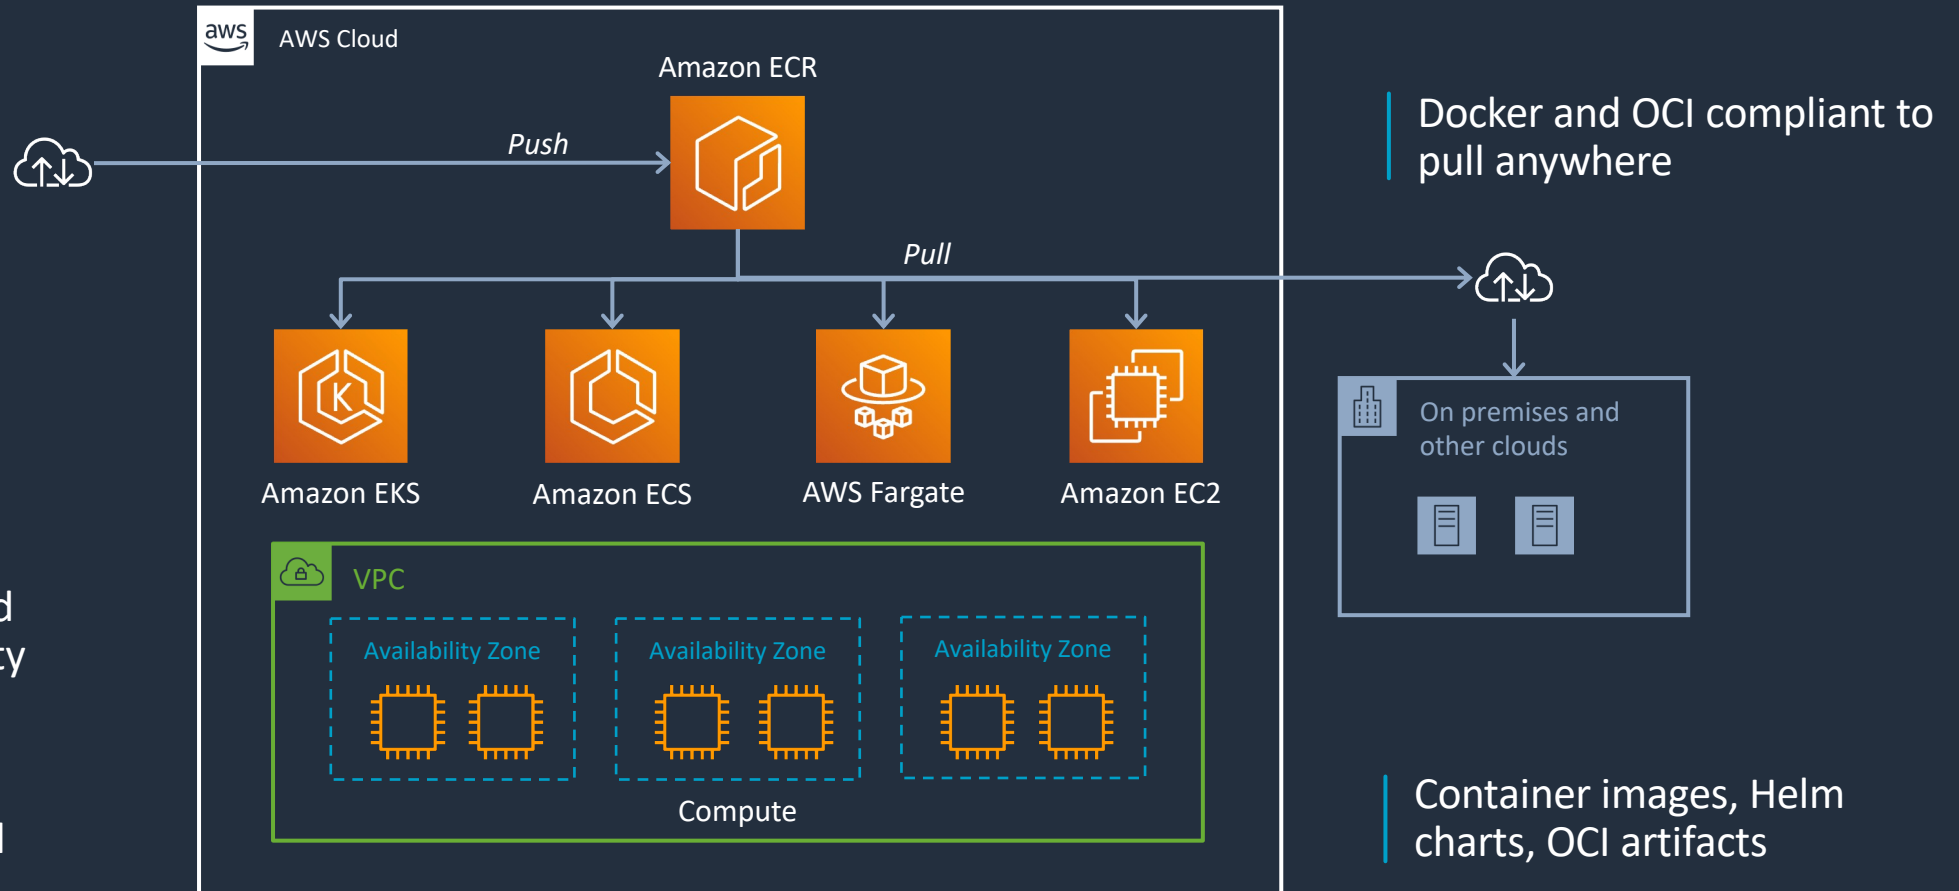 aws
AWS Cloud
Amazon ECR
Push
Docker and OCI compliant to
pull anywhere
Pull
K
On premises and
other clouds
Amazon EKS
Amazon ECS
AWS Fargate
Amazon EC2
VPC
Availability Zone
Availability Zone
Availability Zone
Compute
Container images, Helm
charts, OCI artifacts